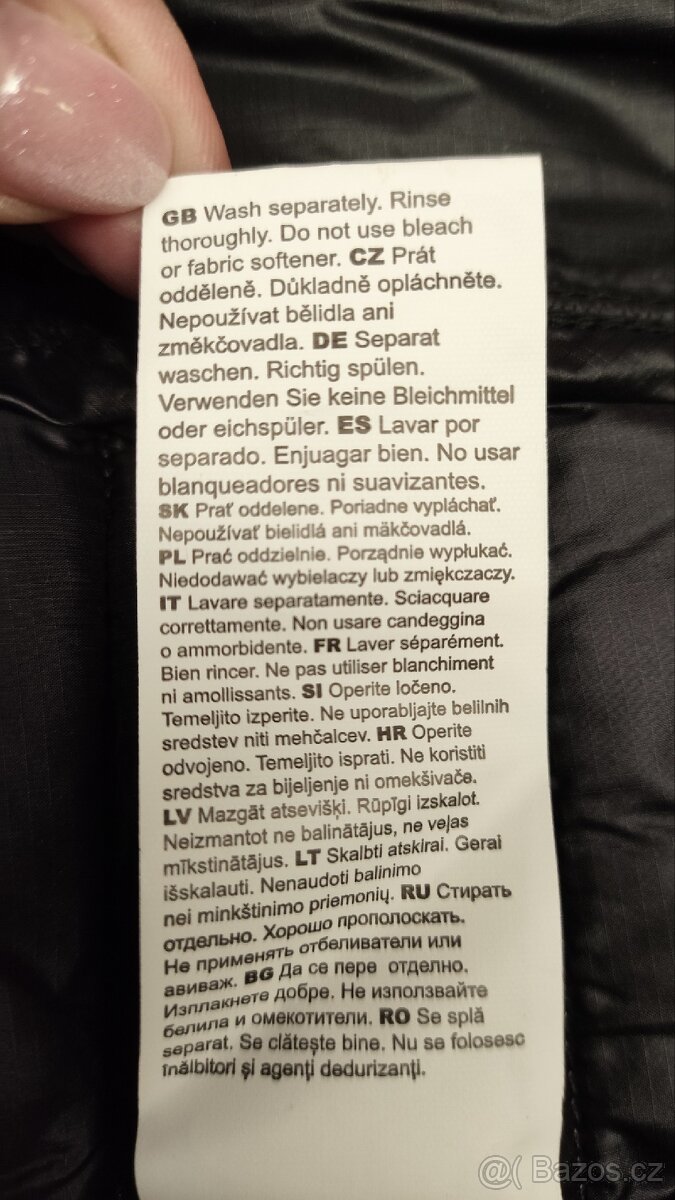 GB Wash separately. Rinse
thoroughly. Do not use bleach
or fabric softener. CZ Prát
odděleně. Důkladně opláchněte.
Nepoužívat bělidla ani
změkčovadla. DE Separat
waschen. Richtig spülen.
Verwenden Sie keine Bleichmittel
oder eichspüler. ES Lavar por
separado. Enjuagar bien. No usar
blanqueadores ni suavizantes.
SK Prať oddelene. Poriadne vypláchať.
Nepoužívať bielidlá ani mäkčovadlá.
PL Prać oddzielnie. Porządnie wypłukać.
Niedodawać wybielaczy lub zmiękczaczy.
IT Lavare separatamente. Sciacquare
correttamente. Non usare candeggina
o ammorbidente. FR Laver séparément.
Bien rincer. Ne pas utiliser blanchiment
ni amollissants. SI Operite ločeno.
Temeljito izperite. Ne uporabljajte belilnih
sredstev niti mehčalcev. HR Operite
odvojeno. Temeljito isprati. Ne koristiti
sredstva za bijeljenje ni omekšivače.
LV Mazgāt atsevišķi. Rūpīgi izskalot.
Neizmantot ne balinātājus, ne veļas
mīkstinātājus. LT Skalbti atskirai. Gerai
išskalauti. Nenaudoti balinimo
nei minkštinimo priemonių. RU Стирать
отдельно. Хорошо прополоскать.
Не применять отбеливатели или
авиваж. BG Да се пере отделно.
Изплакнете добре. Не използвайте
белила и омекотители. RO Se splă
separat. Se clătește bine. Nu se folosesc
înălbitori și agenți dedurizanți.
@( Bazos.cz